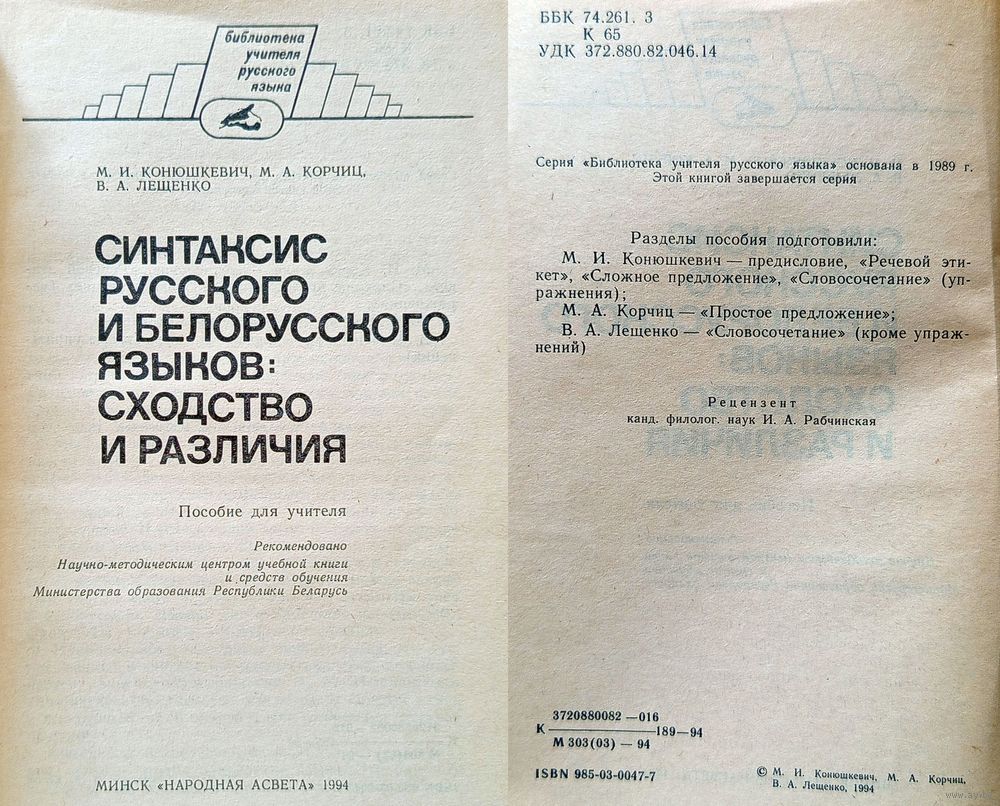 библиотека
учителя
русского
языка
М. И. КОНЮШКЕВИЧ, М. А. КОРЧИЦ,
В. А. ЛЕЩЕНКО
СИНТАКСИС
РУССКОГО
И БЕЛОРУССКОГО
ЯЗЫКОВ:
СХОДСТВО
И РАЗЛИЧИЯ
Пособие для учителя
Рекомендовано
Научно-методическим центром учебной книги
и средств обучения
Министерства образования Республики Беларусь
МИНСК «НАРОДНАЯ АСВЕТА» 1994
ББК 74.261.3
К 65
УДК 372.880.82.046.14
Серия «Библиотека учителя русского языка» основана в 1989 г.
Этой книгой завершается серия
Разделы пособия подготовили:
М. И. Конюшкевич — предисловие, «Речевой эти-
кет», «Сложное предложение», «Словосочетание» (уп-
ражнения);
М. А. Корчиц — «Простое предложение»;
В. А. Лещенко — «Словосочетание» (кроме упраж-
нений)
Рецензент
канд. филолог. наук И. А. Рабчинская
3720880082—016
К 189—94
М 303(03) — 94
ISBN 985-03-0047-7
© М. И. Конюшкевич, М. А. Корчиц,
В. А. Лещенко, 1994